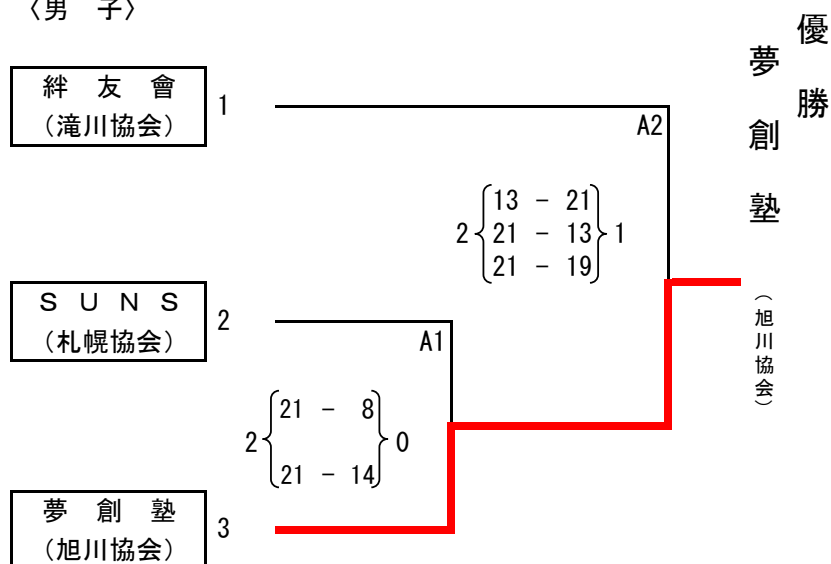 〈男 子〉
優勝
夢創塾
（旭川協会）
絆 友 會
（滝川協会）
1
A2
13 - 21
2 21 - 13 1
21 - 19
S U N S
（札幌協会）
2
A1
21 - 8
2 0
21 - 14
夢 創 塾
（旭川協会）
3